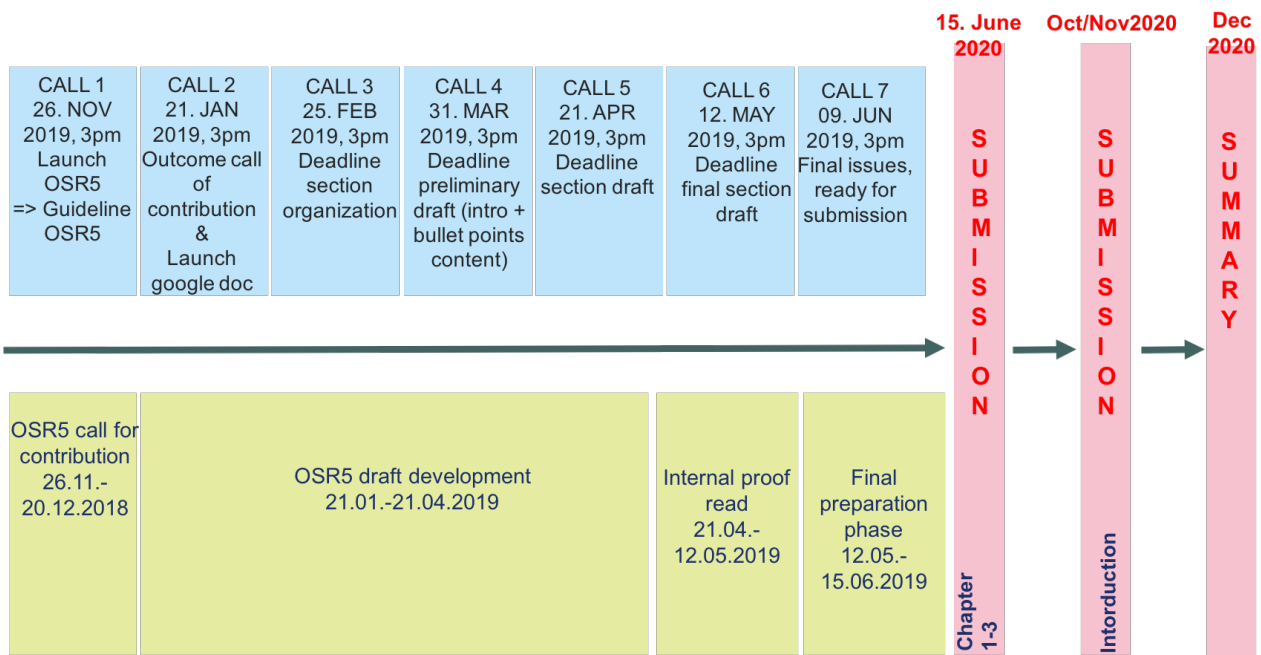 15. June
2020
Oct/Nov2020
Dec
2020
CALL 1
26. NOV
2019, 3pm
Launch
OSR5
=> Guideline
OSR5
CALL 2
21. JAN
2019, 3pm
Outcome call
of
contribution
&
Launch
google doc
CALL 3
25. FEB
2019, 3pm
Deadline
section
organization
CALL 4
31. MAR
2019, 3pm
Deadline
preliminary
draft (intro +
bullet points
content)
CALL 5
21. APR
2019, 3pm
Deadline
section draft
CALL 6
12. MAY
2019, 3pm
Deadline
final section
draft
CALL 7
09. JUN
2019, 3pm
Final issues,
ready for
submission
SUBMISSION
SUBMISSION
SUMMARY
OSR5 call for
contribution
26.11.-
20.12.2018
OSR5 draft development
21.01.-21.04.2019
Internal proof
read
21.04.-
12.05.2019
Final
preparation
phase
12.05.-
15.06.2019
Chapter
1-3
Intorduction